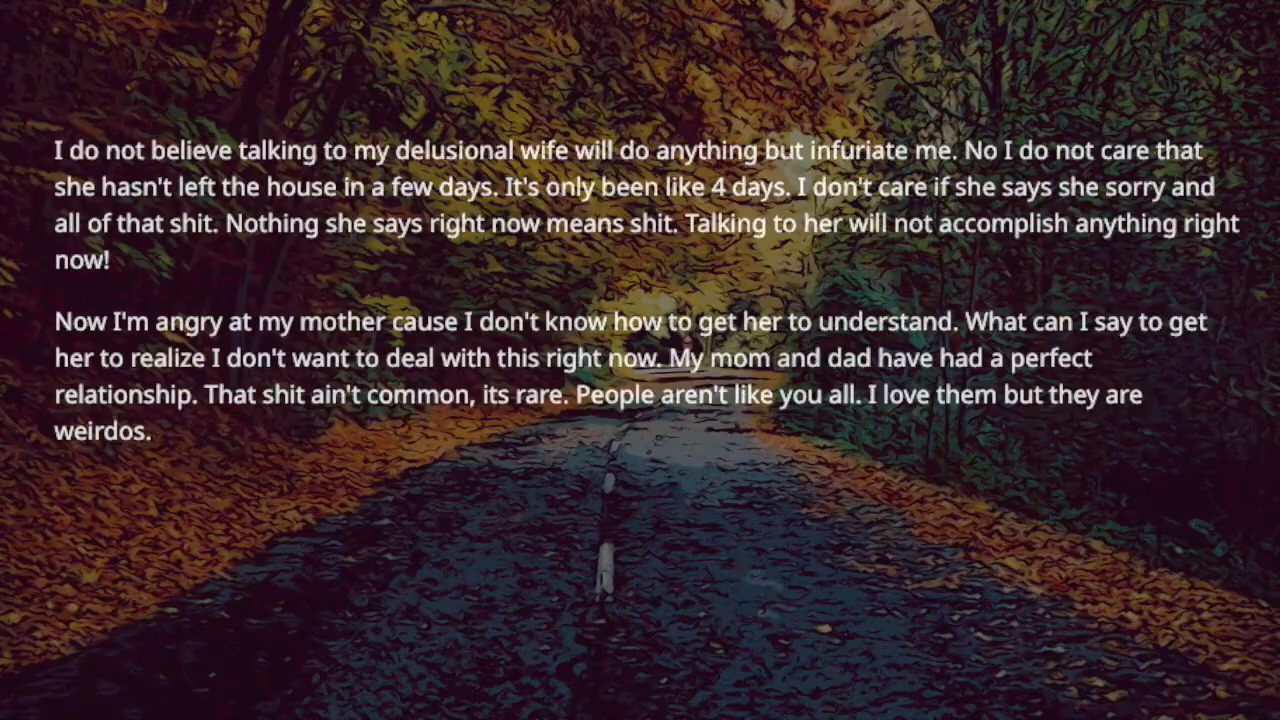 I do not believe talking to my delusional wife will do anything but infuriate me. No I do not care that
she hasn't left the house in a few days. It's only been like 4 days. I don't care if she says she sorry and
all of that shit. Nothing she says right now means shit. Talking to her will not accomplish anything right
now!
Now I'm angry at my mother cause I don't know how to get her to understand. What can I say to get
her to realize I don't want to deal with this right now. My mom and dad have had a perfect
relationship. That shit ain't common, its rare. People aren't like you all. I love them but they are
weirdos.